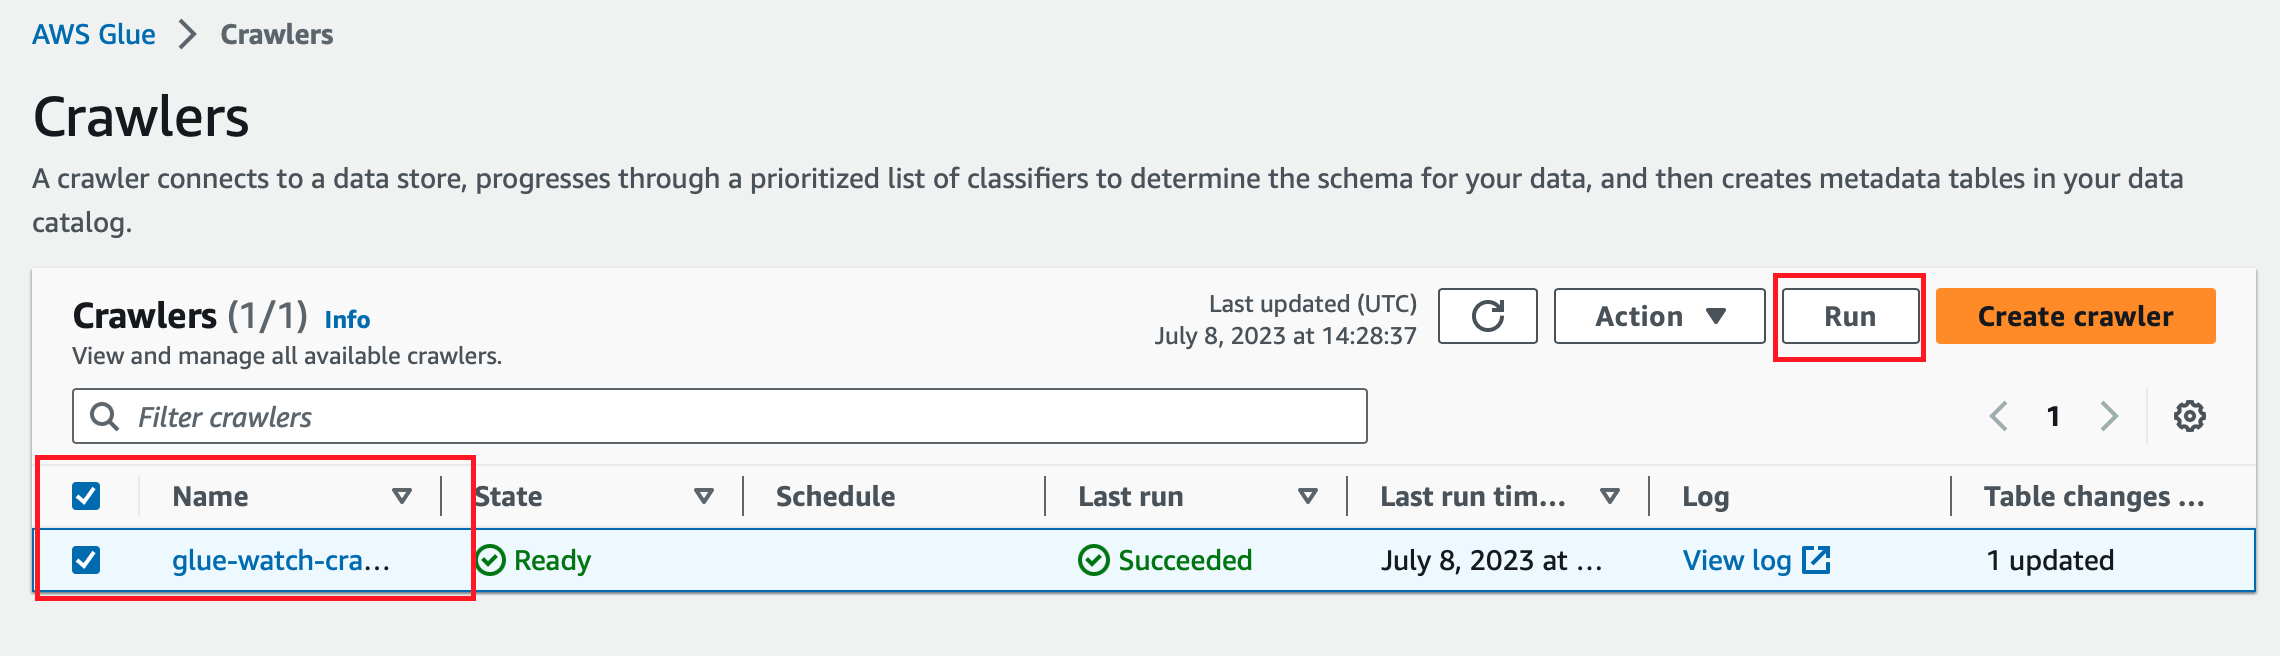 AWS Glue > Crawlers
Crawlers
A crawler connects to a data store, progresses through a prioritized list of classifiers to determine the schema for your data, and then creates metadata tables in your data
catalog.
Crawlers (1/1) Info
View and manage all available crawlers.
Last updated (UTC)
July 8, 2023 at 14:28:37
Action
Run
Create crawler
Filter crawlers
1
Name State Schedule Last run Last run tim... Log Table changes ...
glue-watch-cra... Ready Succeeded July 8, 2023 at ... View log 1 updated